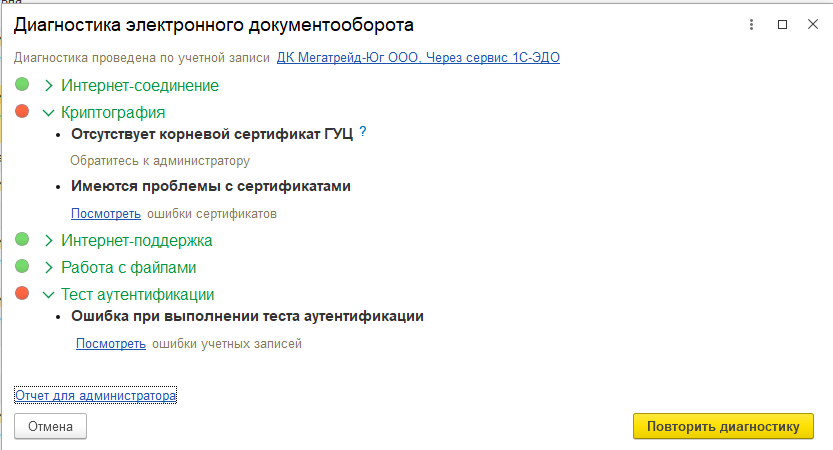 Диагностика электронного документооборота
Диагностика проведена по учетной записи ДК Мегатрейд-Юг ООО, Через сервис 1С-ЭДО
Интернет-соединение
Криптография
• Отсутствует корневой сертификат ГУЦ ?
Обратитесь к администратору
• Имеются проблемы с сертификатами
Посмотреть ошибки сертификатов
Интернет-поддержка
Работа с файлами
Тест аутентификации
• Ошибка при выполнении теста аутентификации
Посмотреть ошибки учетных записей
Отчет для администратора
Отмена Повторить диагностику